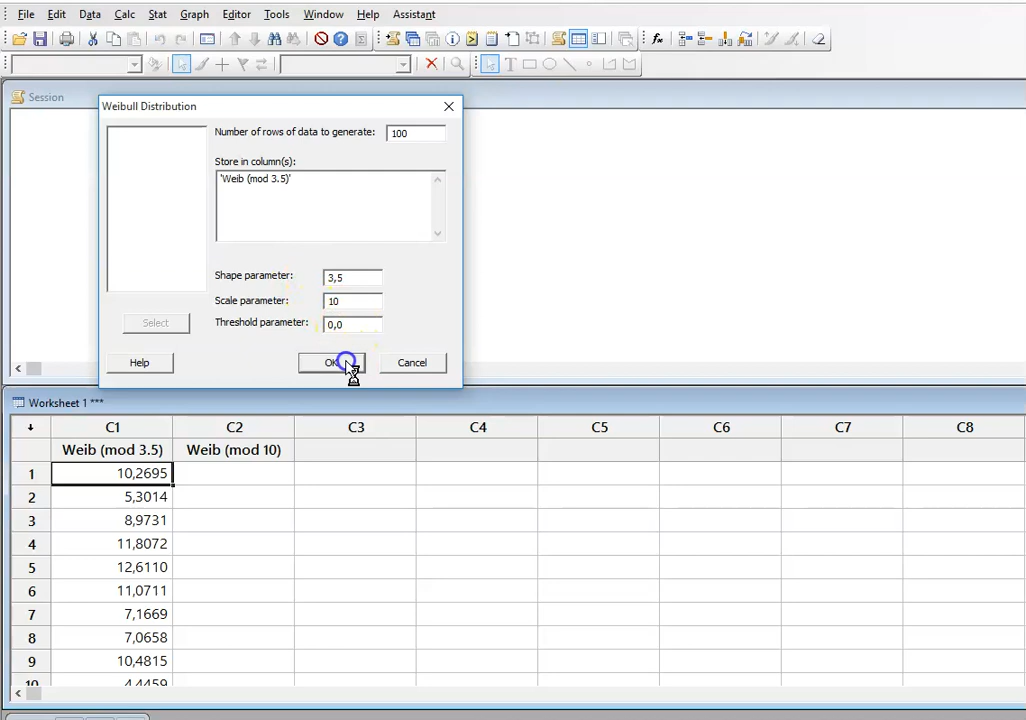 File Edit Data Calc Stat Graph Editor Tools Window Help Assistant
Session
Weibull Distribution
Number of rows of data to generate: 100
Store in column(s):
'Weib (mod 3.5)'
Shape parameter: 3,5
Scale parameter: 10
Threshold parameter: 0,0
Select
Help OK Cancel
Worksheet 1 ***
C1 C2 C3 C4 C5 C6 C7 C8
Weib (mod 3.5) Weib (mod 10)
1 10,2695
2 5,3014
3 8,9731
4 11,8072
5 12,6110
6 11,0711
7 7,1669
8 7,0658
9 10,4815
10 4,4459